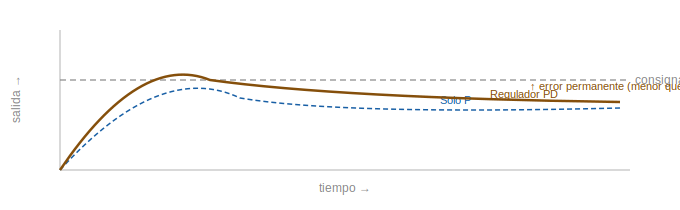 consigna
↑ error permanente (menor que
Regulador PD
Solo P
salida →
tiempo →